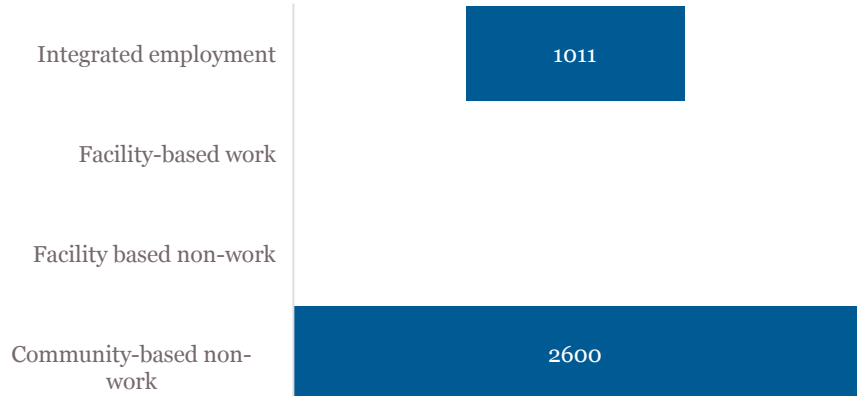 Integrated employment
1011
Facility-based work
Facility based non-work
Community-based non-
work
2600